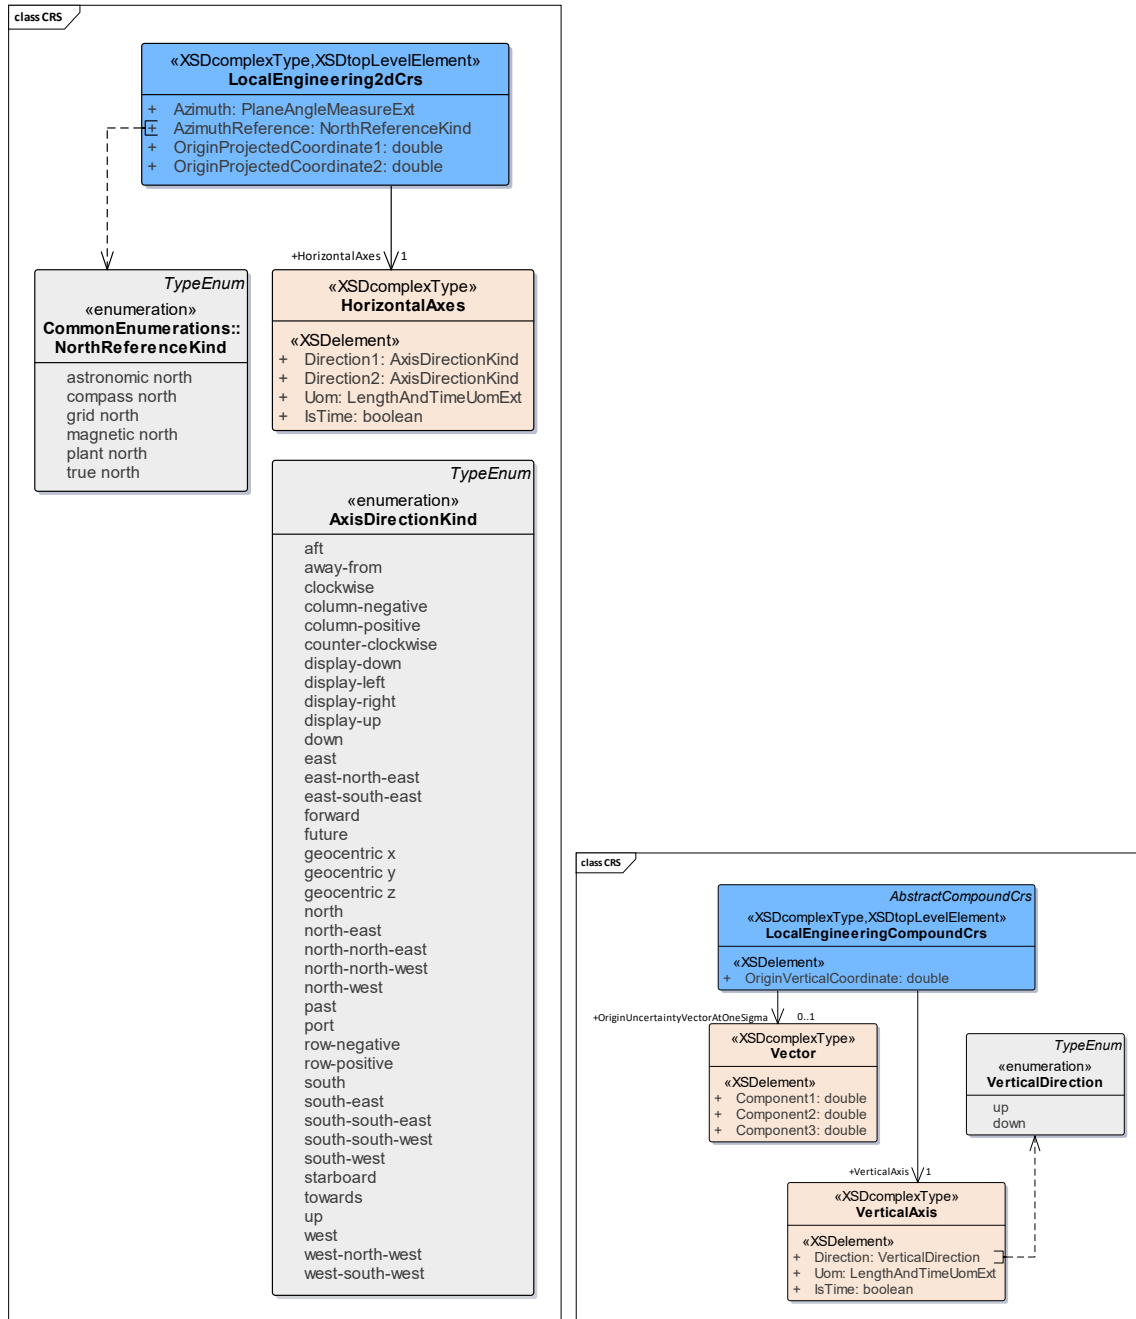 class CRS
«XSDcomplexType,XSDtopLevelElement»
LocalEngineering2dCrs
+ Azimuth: PlaneAngleMeasureExt
+ AzimuthReference: NorthReferenceKind
+ OriginProjectedCoordinate1: double
+ OriginProjectedCoordinate2: double
+HorizontalAxes 1
TypeEnum
«enumeration»
CommonEnumerations::
NorthReferenceKind
astronomic north
compass north
grid north
magnetic north
plant north
true north
«XSDcomplexType»
HorizontalAxes
«XSDelement»
+ Direction1: AxisDirectionKind
+ Direction2: AxisDirectionKind
+ Uom: LengthAndTimeUomExt
+ IsTime: boolean
TypeEnum
«enumeration»
AxisDirectionKind
aft
away-from
clockwise
column-negative
column-positive
counter-clockwise
display-down
display-left
display-right
display-up
down
east
east-north-east
east-south-east
forward
future
geocentric x
geocentric y
geocentric z
north
north-east
north-north-east
north-north-west
north-west
past
port
row-negative
row-positive
south
south-east
south-south-east
south-south-west
south-west
starboard
towards
up
west
west-north-west
west-south-west
class CRS
AbstractCompoundCrs
«XSDcomplexType,XSDtopLevelElement»
LocalEngineeringCompoundCrs
«XSDelement»
+ OriginVerticalCoordinate: double
+OriginUncertaintyVectorAtOneSigma 0..1
«XSDcomplexType»
Vector
«XSDelement»
+ Component1: double
+ Component2: double
+ Component3: double
TypeEnum
«enumeration»
VerticalDirection
up
down
+VerticalAxis 1
«XSDcomplexType»
VerticalAxis
«XSDelement»
+ Direction: VerticalDirection
+ Uom: LengthAndTimeUomExt
+ IsTime: boolean